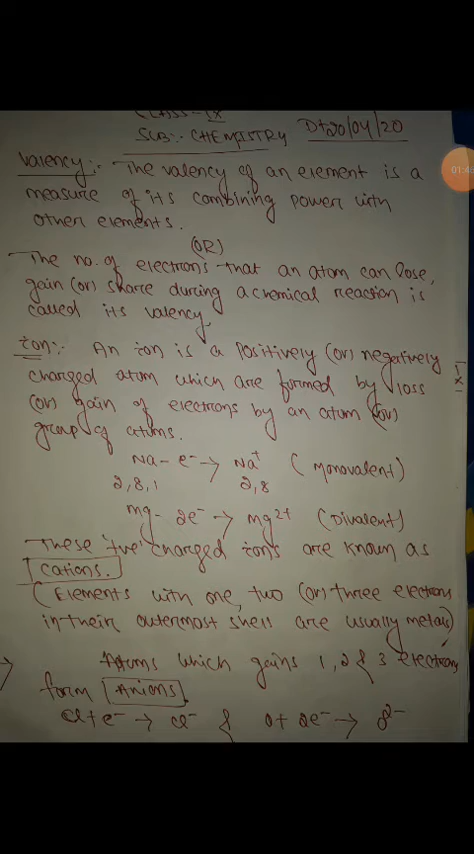 CLASS-IX
SUB:- CHEMISTRY Dt 20/04/20
Valency:- The valency of an element is a
measure of its combining power with
other elements.
(OR)
The no. of electrons that an atom can lose,
gain (or) share during a chemical reaction is
called its valency.
Ion:- An ion is a positively (or) negatively
charged atom which are formed by loss
(or) gain of electrons by an atom (or)
group of atoms.
Na - e⁻ → Na⁺ (Monovalent)
2,8,1 2,8
Mg - 2e⁻ → Mg²⁺ (Divalent)
These '+ve' charged ions are known as
Cations.
(Elements with one, two (or) three electrons
in their outermost shell are usually metals)
→ Atoms which gains 1, 2 & 3 electrons
form Anions.
Cl + e⁻ → Cl⁻ & O + 2e⁻ → O²⁻